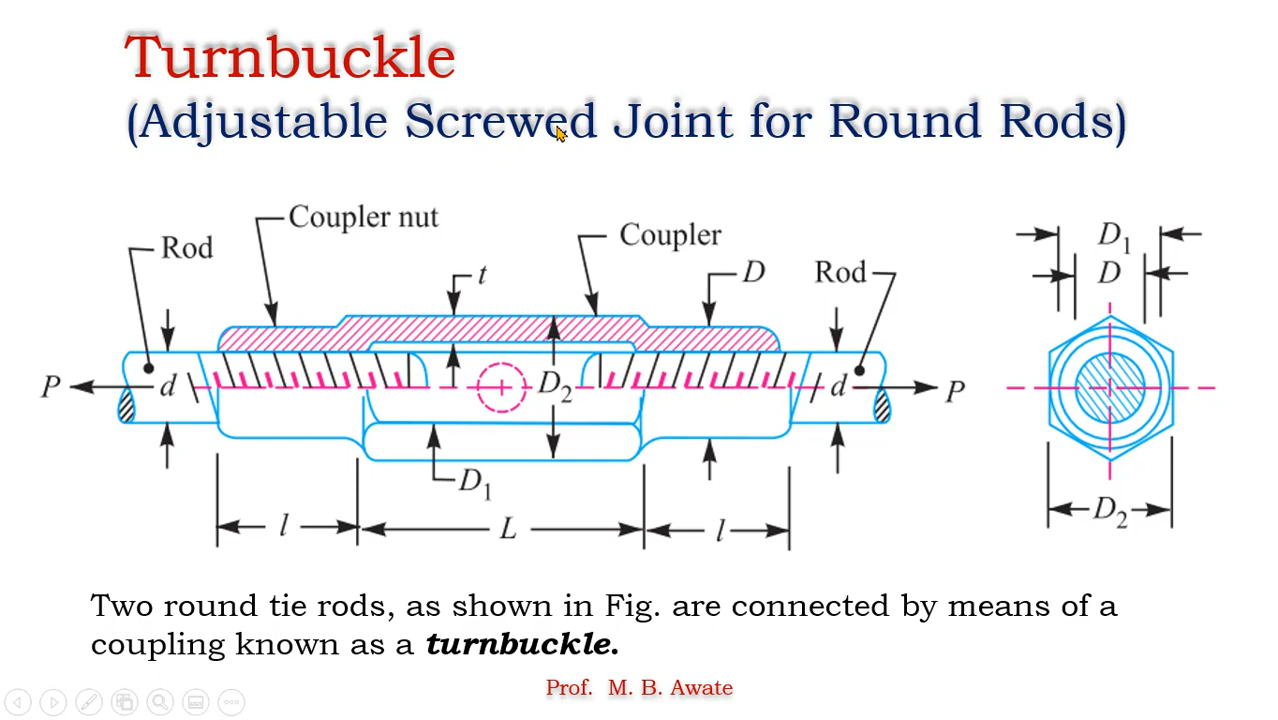 Turnbuckle
(Adjustable Screwed Joint for Round Rods)
Coupler nut
Rod
Coupler
t
D
Rod
D₁
D
P
d
D₂
d
P
D₁
l
L
l
D₂
Two round tie rods, as shown in Fig. are connected by means of a
coupling known as a turnbuckle.
Prof. M. B. Awate